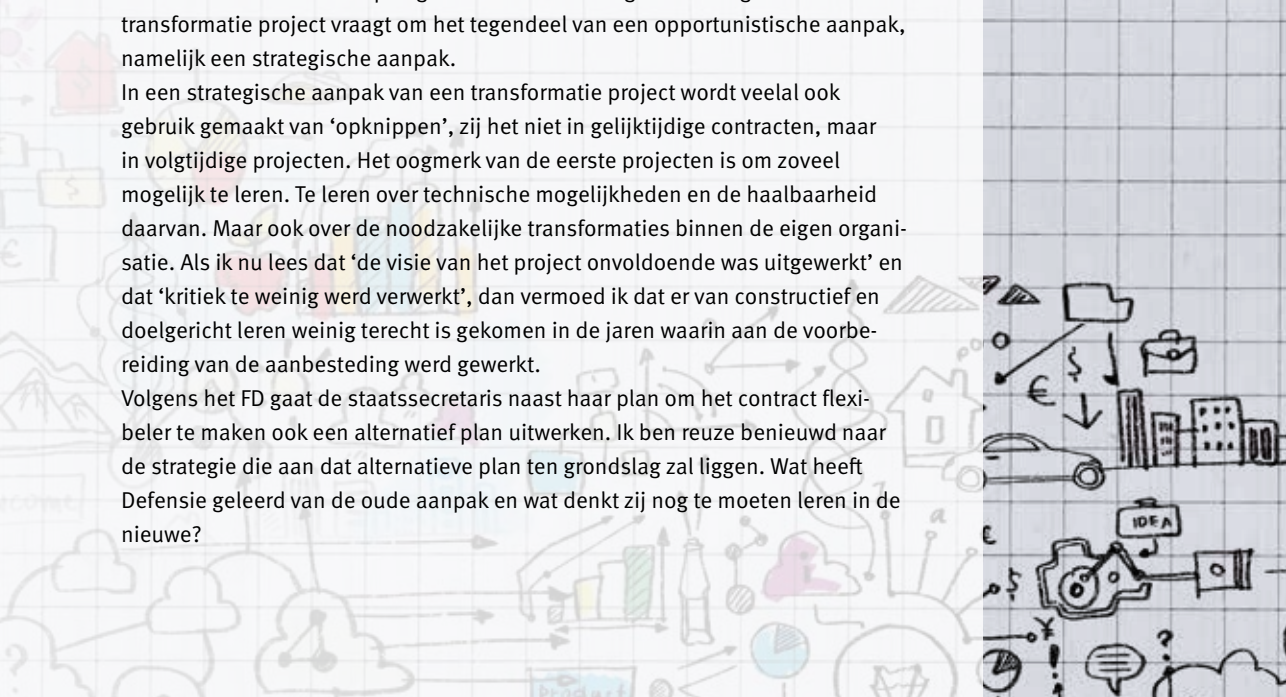 transformatie project vraagt om het tegendeel van een opportunistische aanpak,
namelijk een strategische aanpak.
In een strategische aanpak van een transformatie project wordt veelal ook
gebruik gemaakt van ‘opknippen’, zij het niet in gelijktijdige contracten, maar
in volgtijdige projecten. Het oogmerk van de eerste projecten is om zoveel
mogelijk te leren. Te leren over technische mogelijkheden en de haalbaarheid
daarvan. Maar ook over de noodzakelijke transformaties binnen de eigen organi-
satie. Als ik nu lees dat ‘de visie van het project onvoldoende was uitgewerkt’ en
dat ‘kritiek te weinig werd verwerkt’, dan vermoed ik dat er van constructief en
doelgericht leren weinig terecht is gekomen in de jaren waarin aan de voorbe-
reiding van de aanbesteding werd gewerkt.
Volgens het FD gaat de staatssecretaris naast haar plan om het contract flexi-
beler te maken ook een alternatief plan uitwerken. Ik ben reuze benieuwd naar
de strategie die aan dat alternatieve plan ten grondslag zal liggen. Wat heeft
Defensie geleerd van de oude aanpak en wat denkt zij nog te moeten leren in de
nieuwe?
$
€
IDEA
€
$
¥
!
?
a
?
product